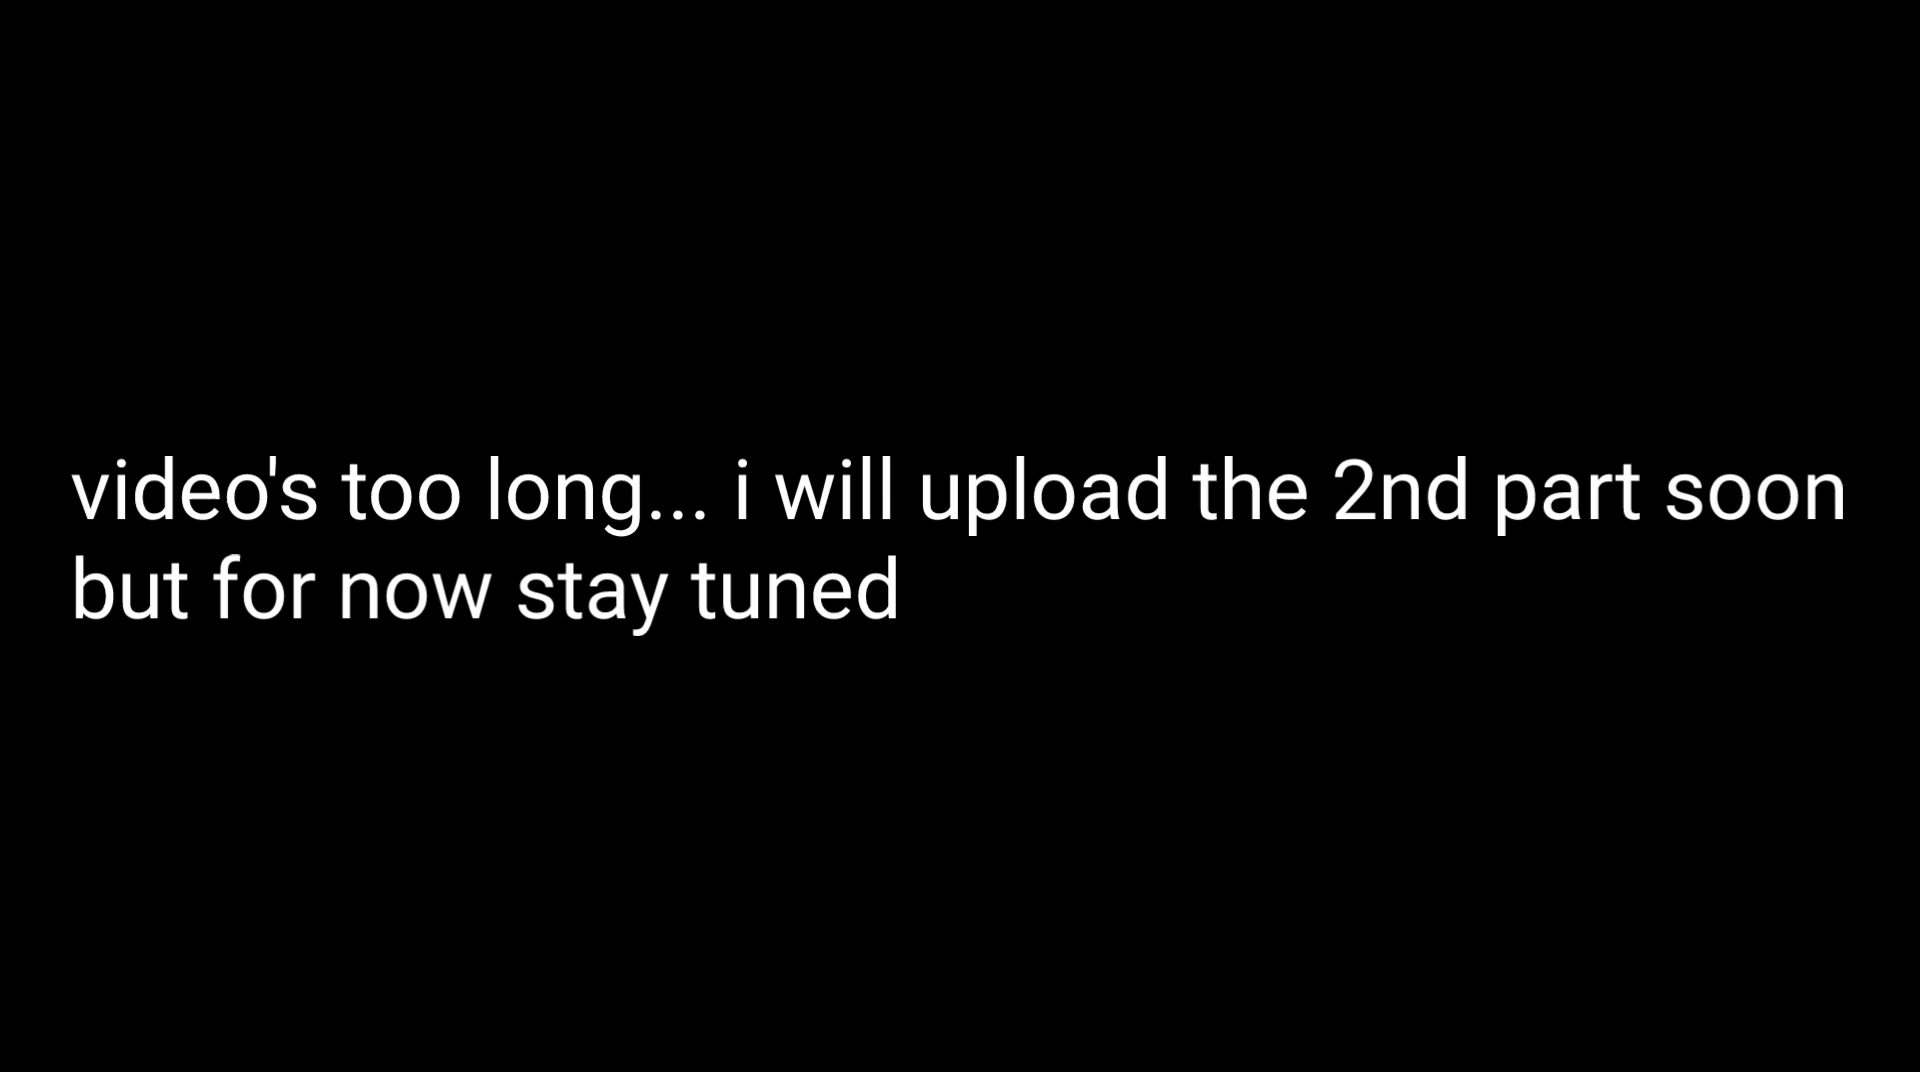 video's too long... i will upload the 2nd part soon
but for now stay tuned